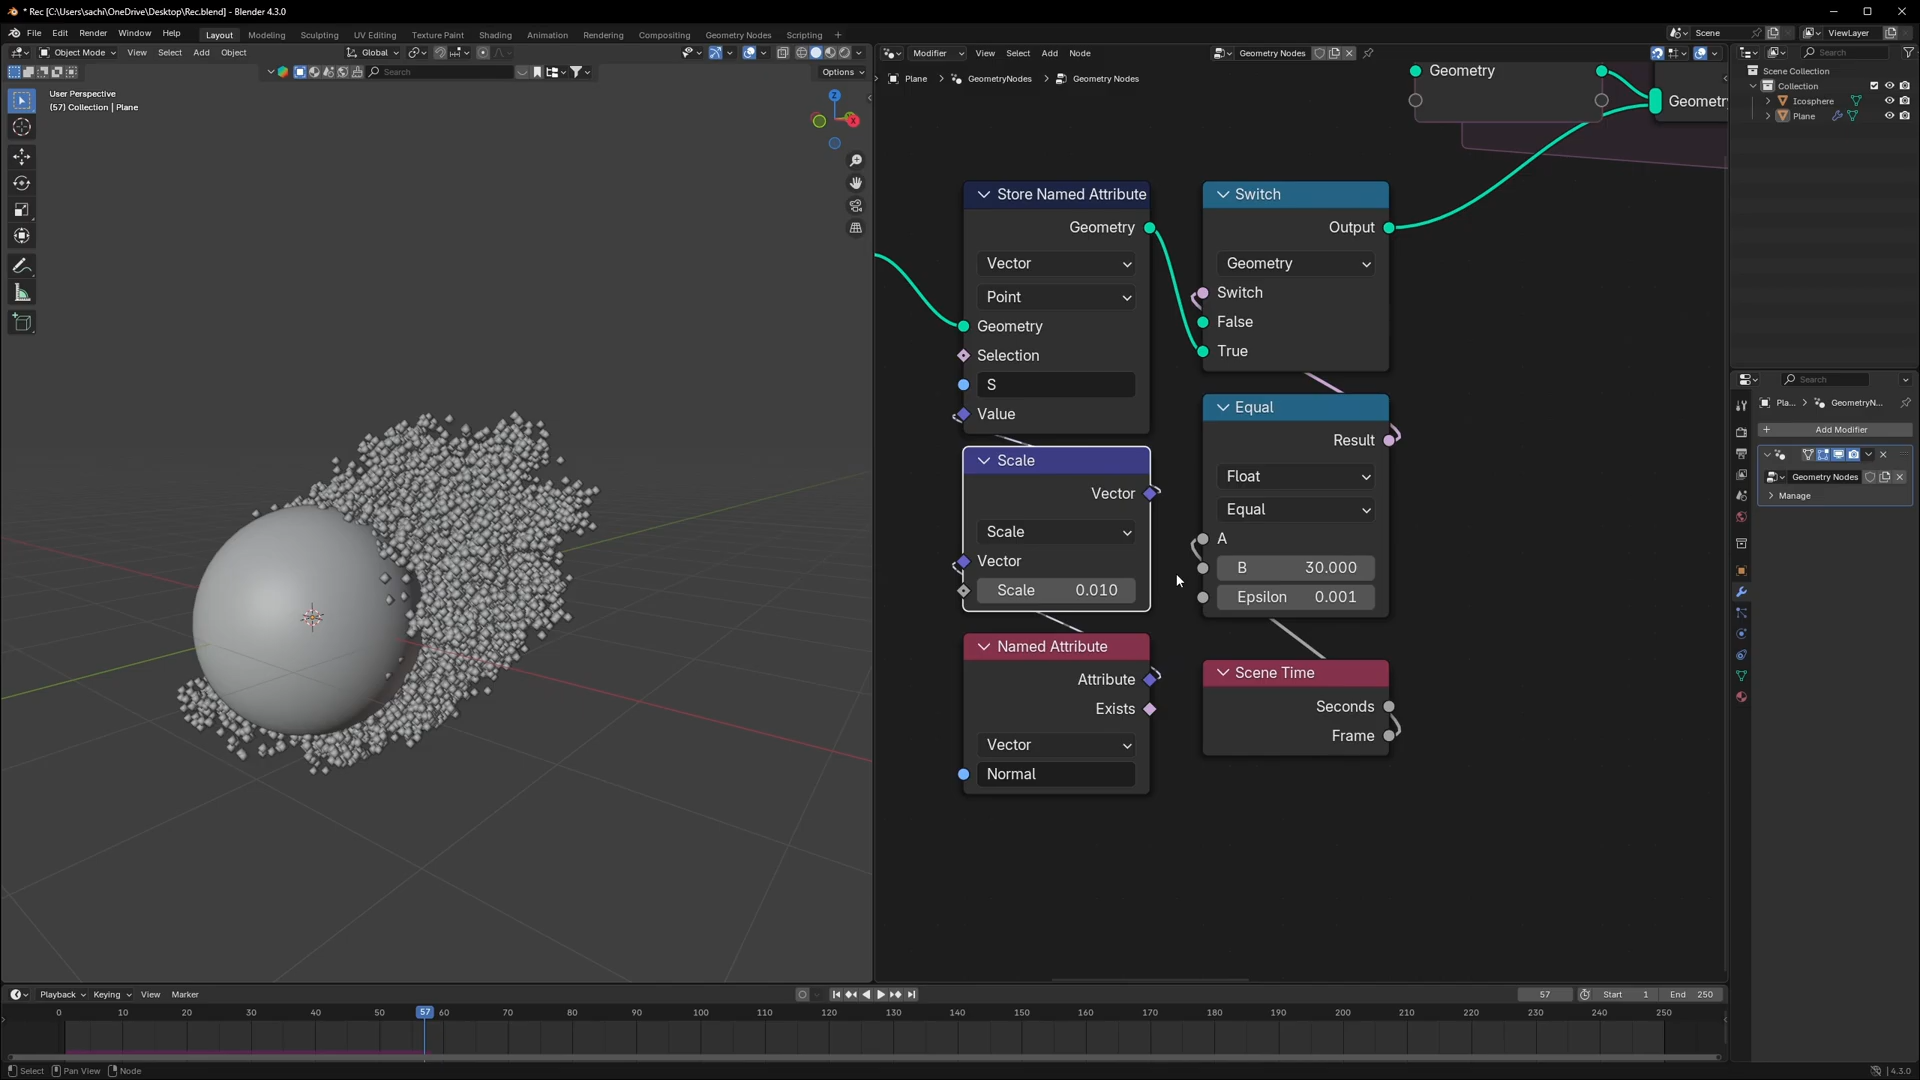 * Rec [C:\Users\sachi\OneDrive\Desktop\Rec.blend] - Blender 4.3.0
File Edit Render Window Help
Layout Modeling Sculpting UV Editing Texture Paint Shading Animation Rendering Compositing Geometry Nodes Scripting +
Scene
ViewLayer
Object Mode View Select Add Object
Global
Modifier View Select Add Node
Geometry Nodes
Search
Search
Options
Plane > GeometryNodes > Geometry Nodes
User Perspective
(57) Collection | Plane
Z
X
Scene Collection
Collection
Icosphere
Plane
Geometry
Geometr
Store Named Attribute
Geometry
Vector
Point
Geometry
Selection
S
Value
Scale
Vector
Scale
Vector
Scale 0.010
Named Attribute
Attribute
Exists
Vector
Normal
Switch
Output
Geometry
Switch
False
True
Equal
Result
Float
Equal
A
B 30.000
Epsilon 0.001
Scene Time
Seconds
Frame
Search
Pla... > GeometryN...
+ Add Modifier
Geometry Nodes
Manage
Playback Keying View Marker
57 Start 1 End 250
0 10 20 30 40 50 57 60 70 80 90 100 110 120 130 140 150 160 170 180 190 200 210 220 230 240 250
Select Pan View Node
4.3.0